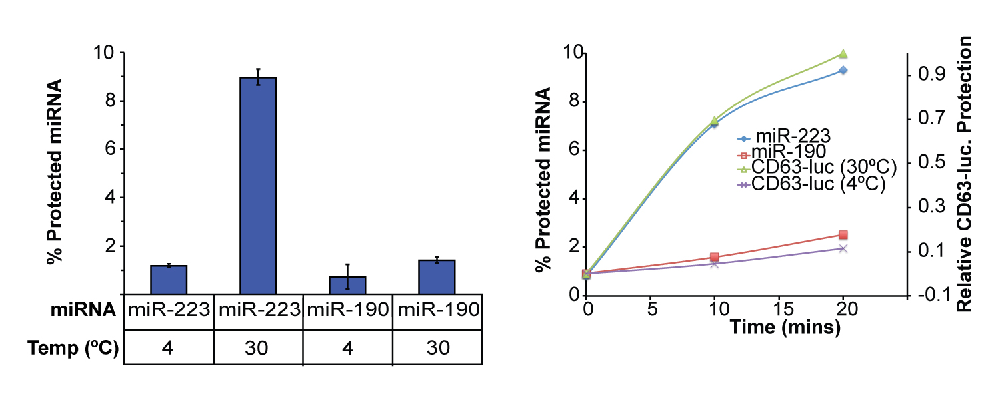 % Protected miRNA
10
8
6
4
2
miRNA miR-223 miR-223 miR-190 miR-190
Temp (ºC) 4 30 4 30
% Protected miRNA
10
8
6
4
2
0
miR-223
miR-190
CD63-luc (30ºC)
CD63-luc (4ºC)
0.9
0.7
0.5
0.3
0.1
-0.1
Relative CD63-luc. Protection
0 5 10 15 20
Time (mins)